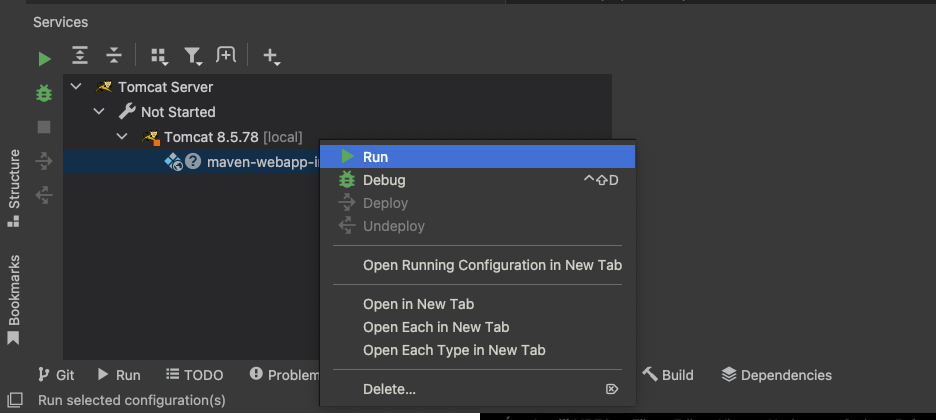 Services
Tomcat Server
Not Started
Tomcat 8.5.78 [local]
maven-webapp-i
Run
Debug ^⇧D
Deploy
Undeploy
Open Running Configuration in New Tab
Open in New Tab
Open Each in New Tab
Open Each Type in New Tab
Delete...
Structure
Bookmarks
Git
Run
TODO
Problem
Build
Dependencies
Run selected configuration(s)